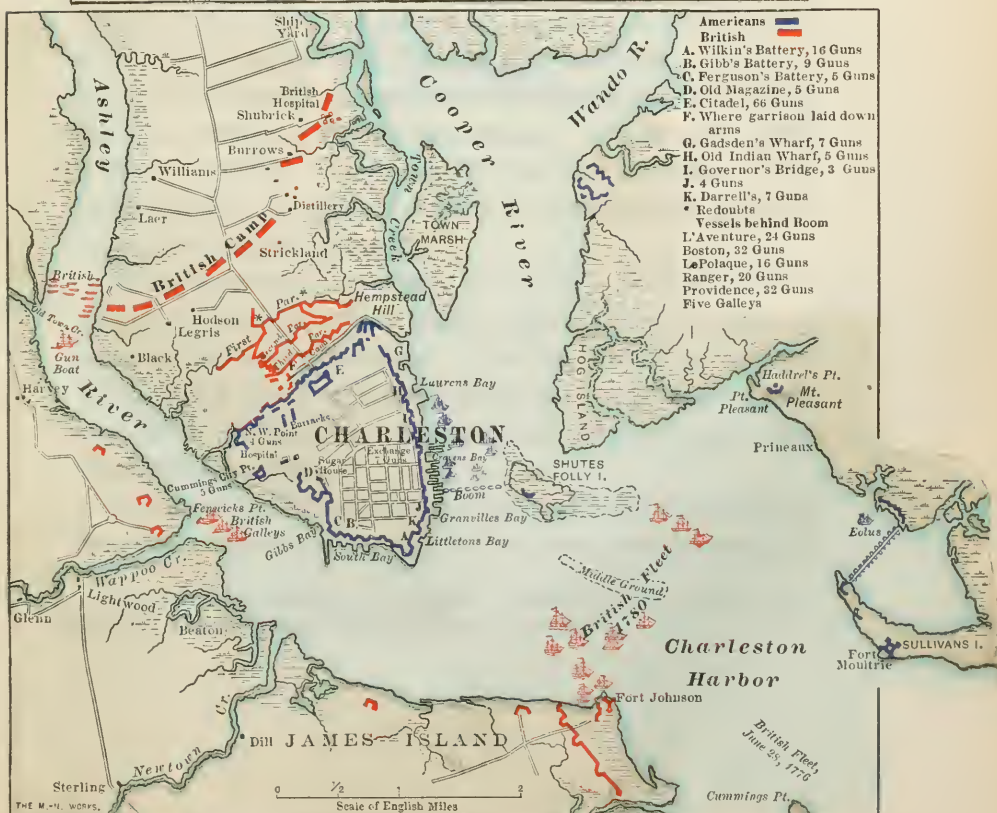 Americans
British
A. Wilkin's Battery, 16 Guns
B. Gibb's Battery, 9 Guns
C. Ferguson's Battery, 5 Guns
D. Old Magazine, 5 Guns
E. Citadel, 66 Guns
F. Where garrison laid down
arms
G. Gadsden's Wharf, 7 Guns
H. Old Indian Wharf, 5 Guns
I. Governor's Bridge, 3 Guns
J. 4 Guns
K. Darrell's, 7 Guns
* Redoubts
Vessels behind Boom
L'Aventure, 24 Guns
Boston, 32 Guns
LePolaque, 16 Guns
Ranger, 20 Guns
Providence, 32 Guns
Five Galleys
Ship
Yard
Ashley
River
Cooper
River
Wando R.
British
Hospital
Shubrick
Burrows
Williams
Laer
Distillery
Strickland
British Camp
Town
Creek
TOWN
MARSH
British
Old Town Cr.
Gun
Boat
Hodson
Legris
Black
Harvey
First
Par.
Hempstead
Hill
F
E
G
H
I
Laurens Bay
HOG ISLAND
Haddrel's Pt.
Pt.
Pleasant
Mt.
Pleasant
Prineaux
N. W. Point
4 Guns
Barracks
CHARLESTON
Hospital
Sugar
House
Exchange
7 Guns
D
Cravens Bay
Boom
SHUTES
FOLLY I.
Cummings Pt.
5 Guns
Fenwicks Pt.
British
Galleys
Gibbs Bay
C
B
K
A
South Bay
Granvilles Bay
Littletons Bay
Eolus
Wappoo Cr.
Lightwood
Glenn
Beaton
Middle Ground
British Fleet
1780
Charleston
Harbor
Fort
Moultrie
SULLIVANS I.
Fort Johnson
British Fleet,
June 28, 1776
Dill
JAMES ISLAND
Newtown
Cr.
Sterling
0 1/2 1 2
Scale of English Miles
Cummings Pt.
THE M.-N. WORKS.